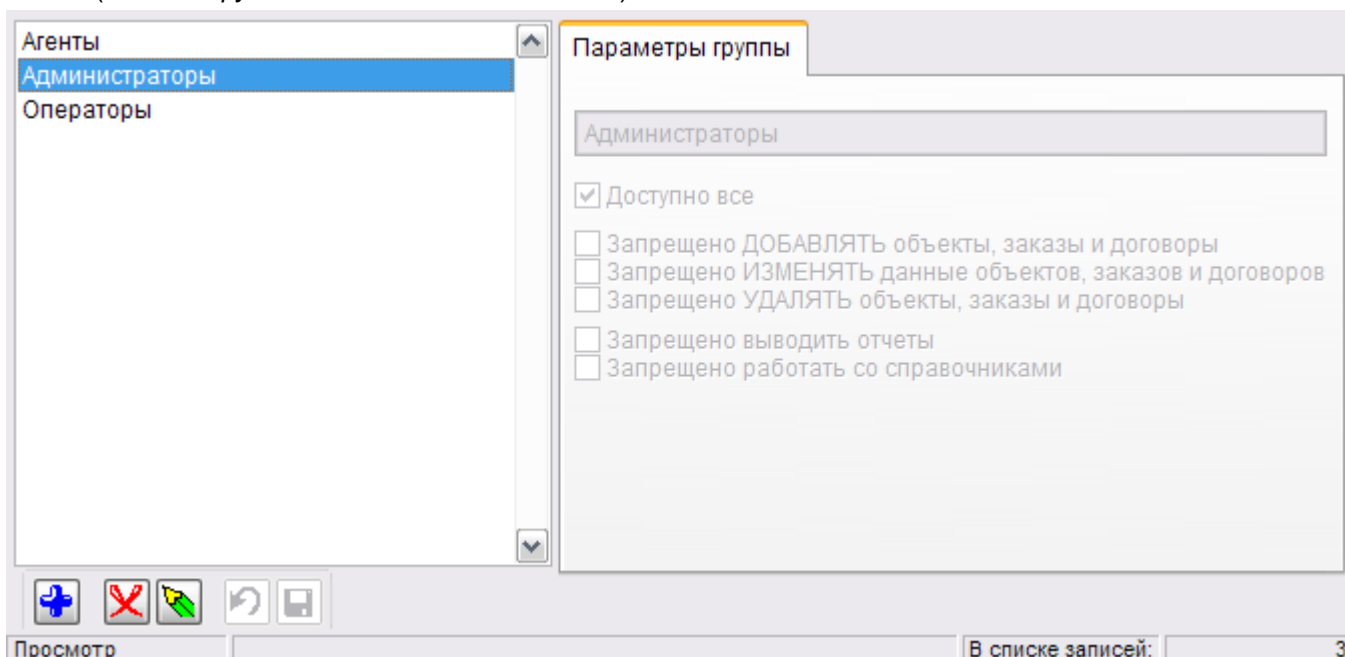 Агенты
Администраторы
Операторы
Параметры группы
Администраторы
Доступно все
Запрещено ДОБАВЛЯТЬ объекты, заказы и договоры
Запрещено ИЗМЕНЯТЬ данные объектов, заказов и договоров
Запрещено УДАЛЯТЬ объекты, заказы и договоры
Запрещено выводить отчеты
Запрещено работать со справочниками
Просмотр
В списке записей: 3